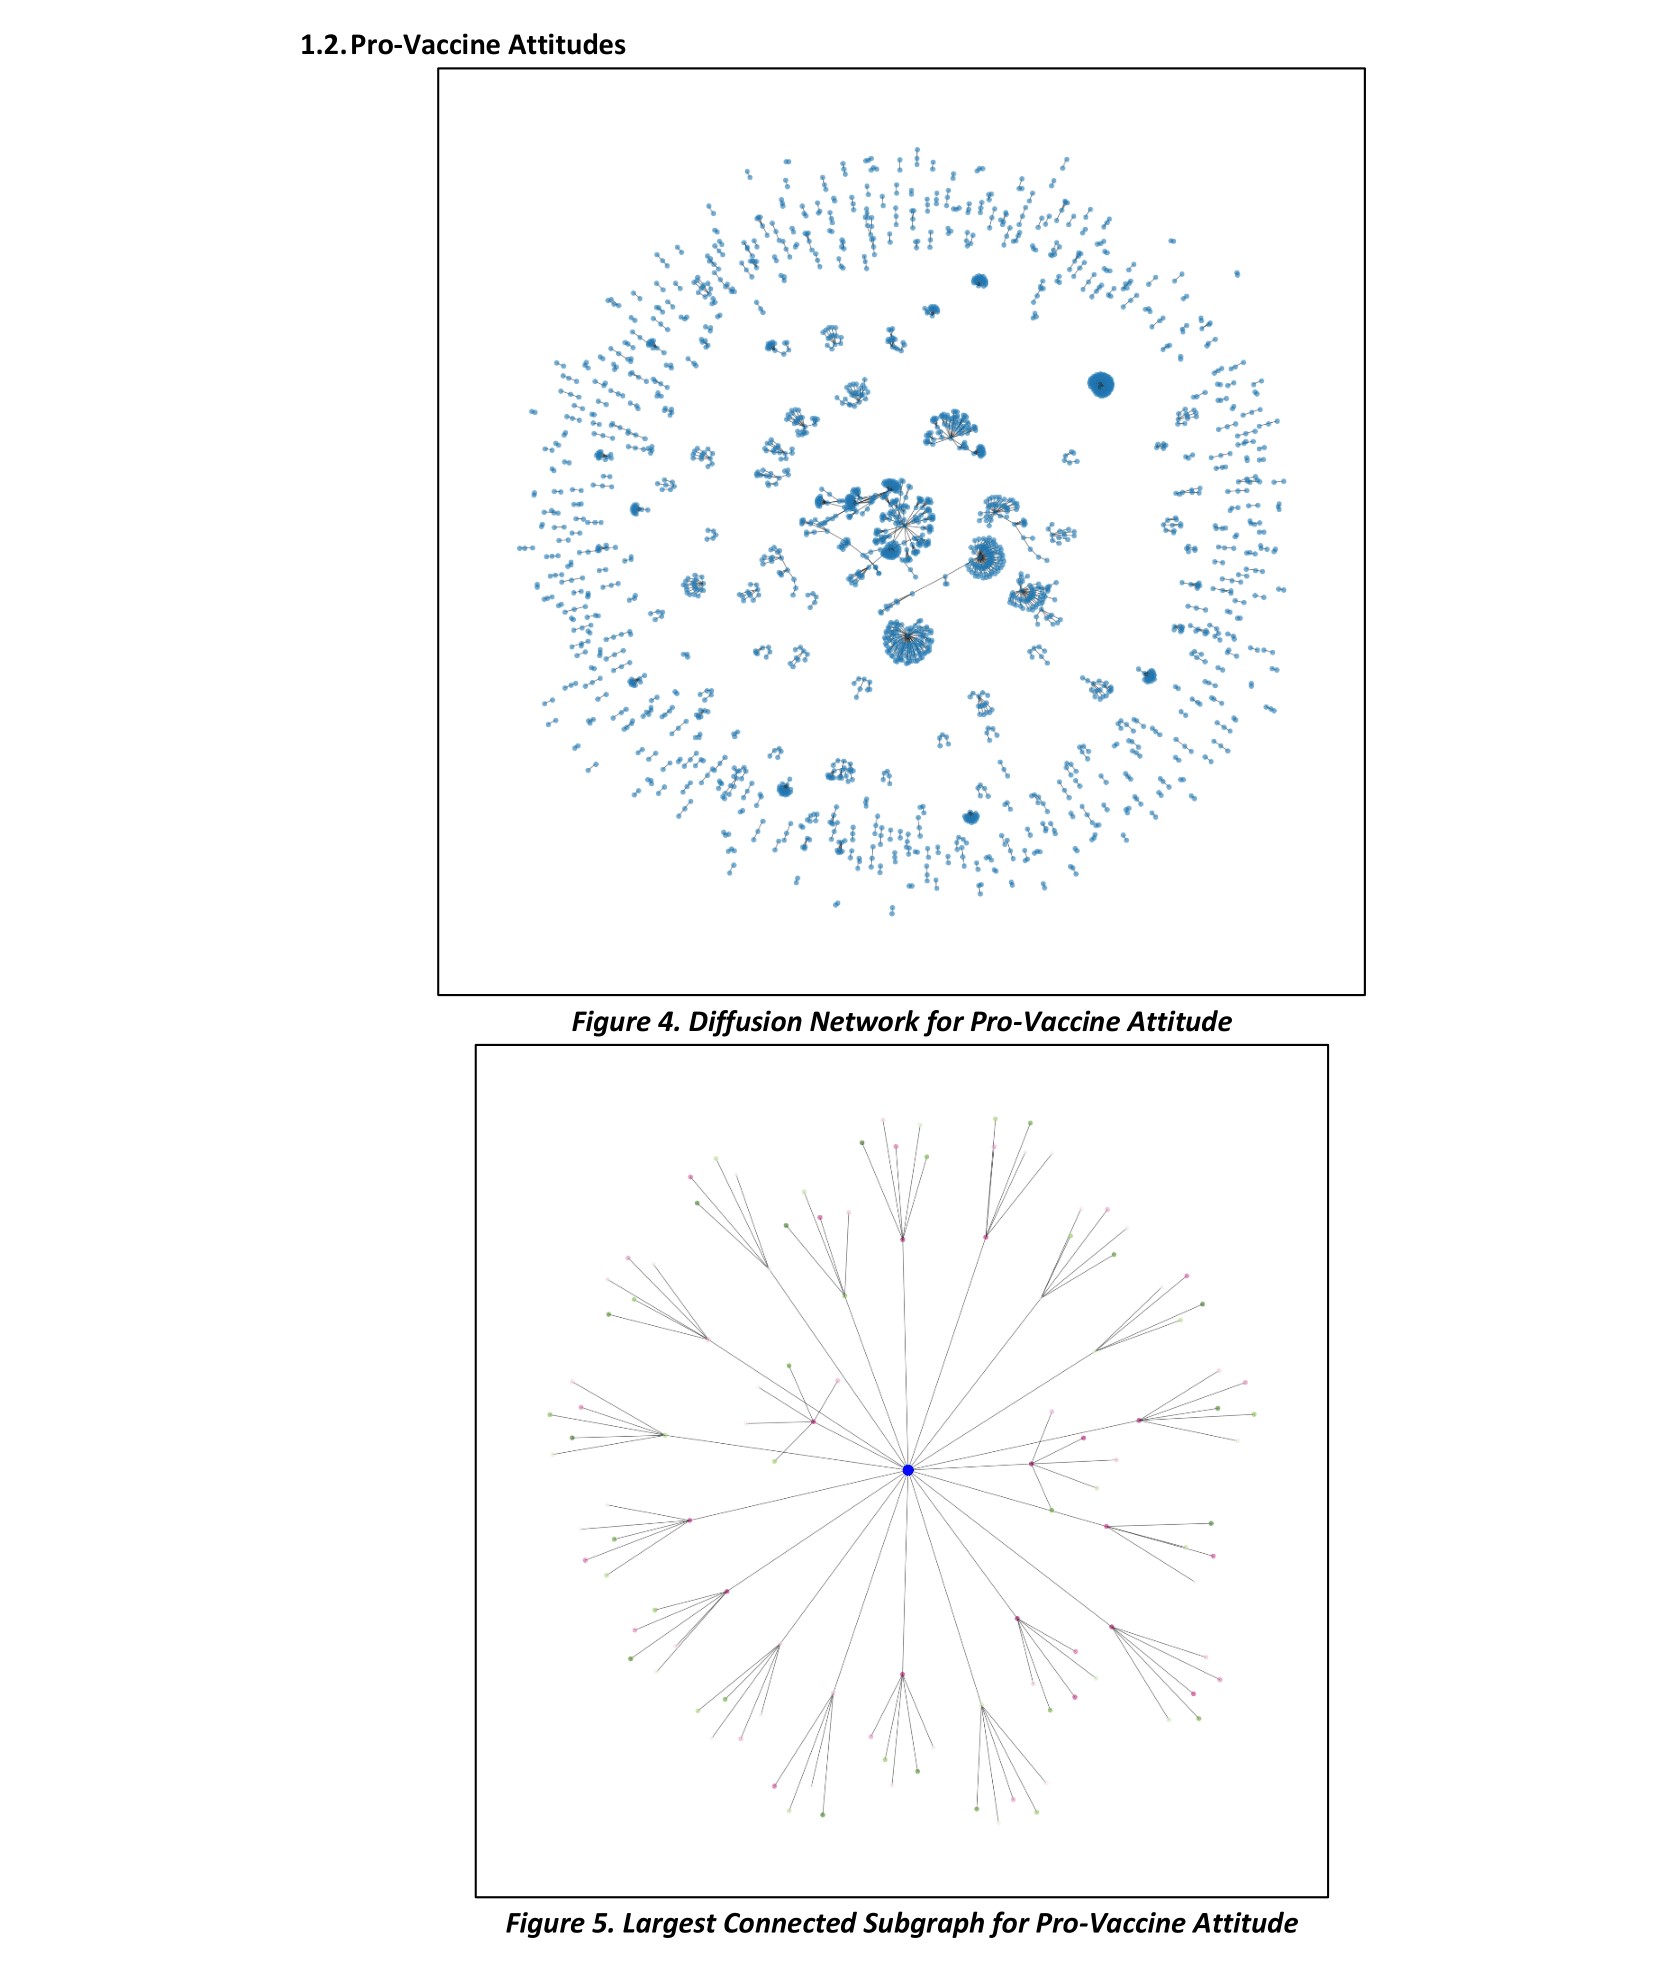 1.2. Pro-Vaccine Attitudes
Figure 4. Diffusion Network for Pro-Vaccine Attitude
Figure 5. Largest Connected Subgraph for Pro-Vaccine Attitude